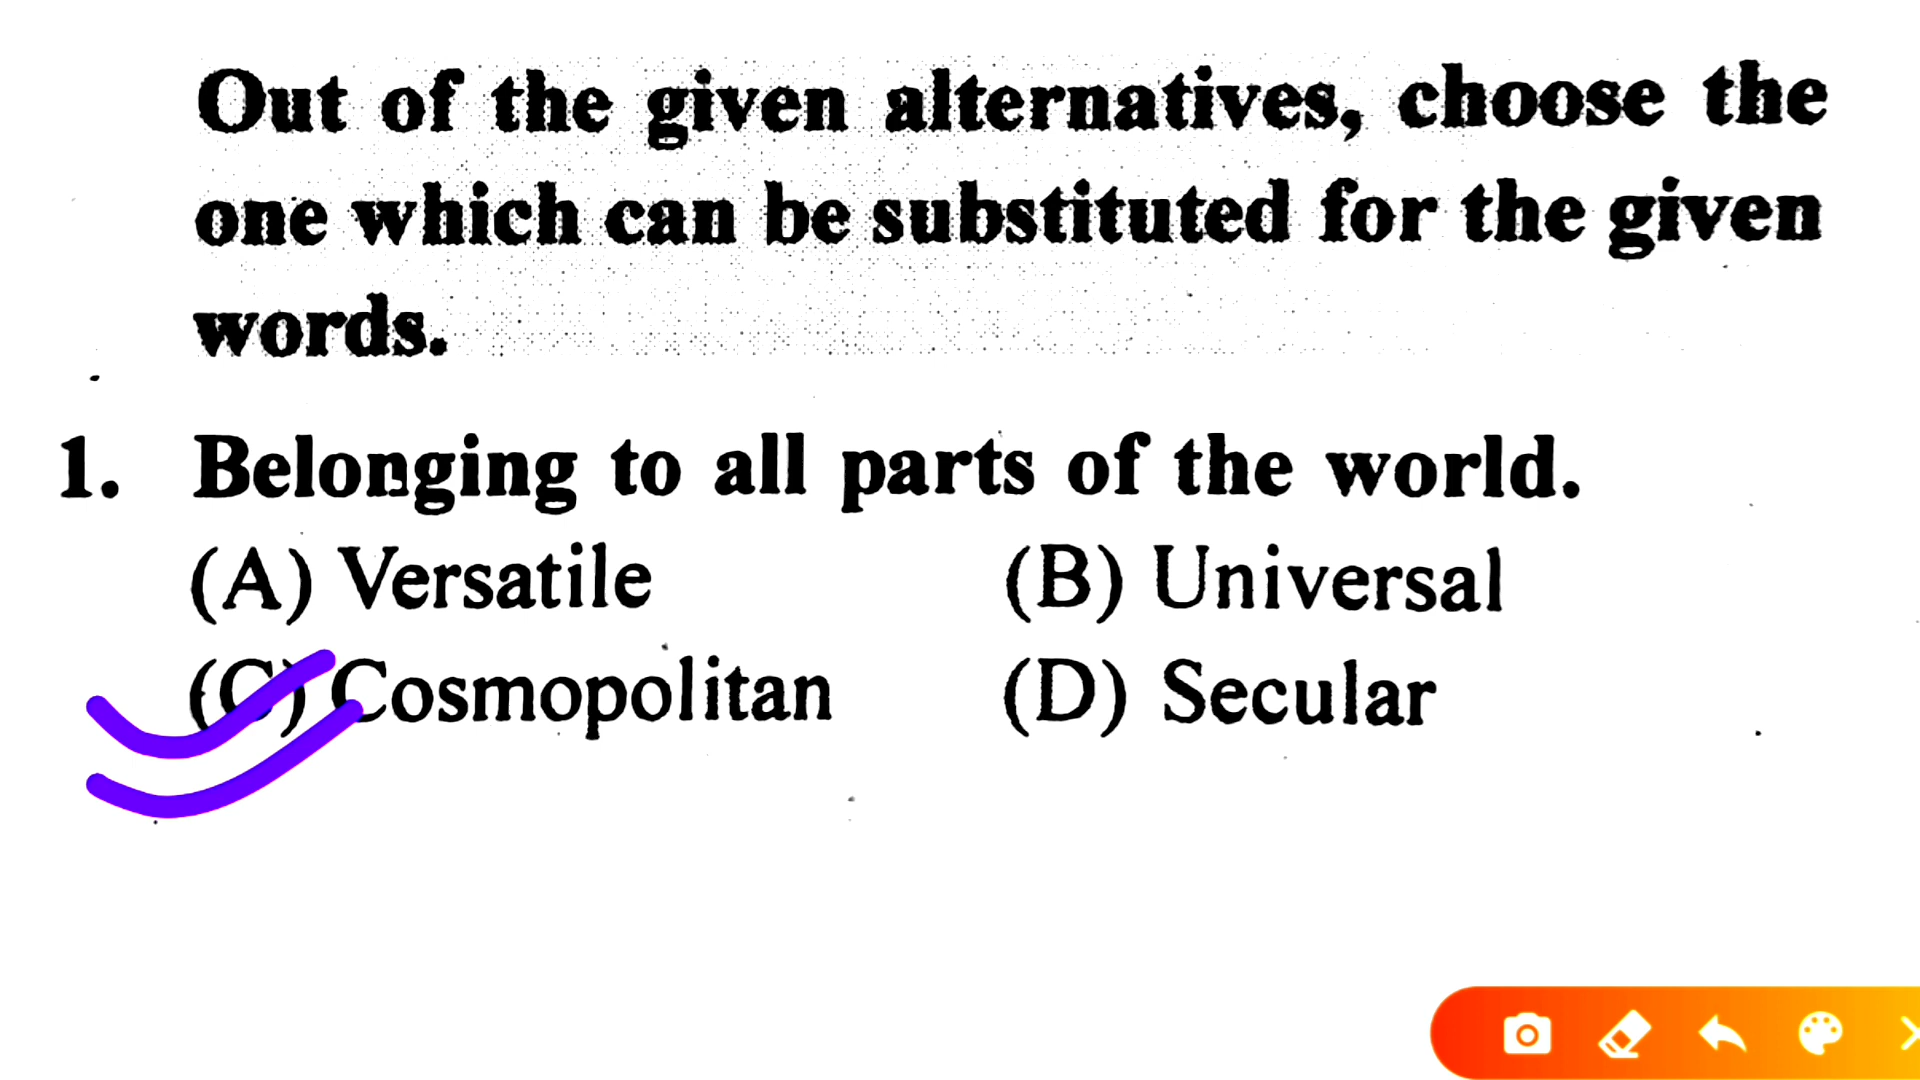 Out of the given alternatives, choose the
one which can be substituted for the given
words.
1. Belonging to all parts of the world.
(A) Versatile (B) Universal
(C) Cosmopolitan (D) Secular